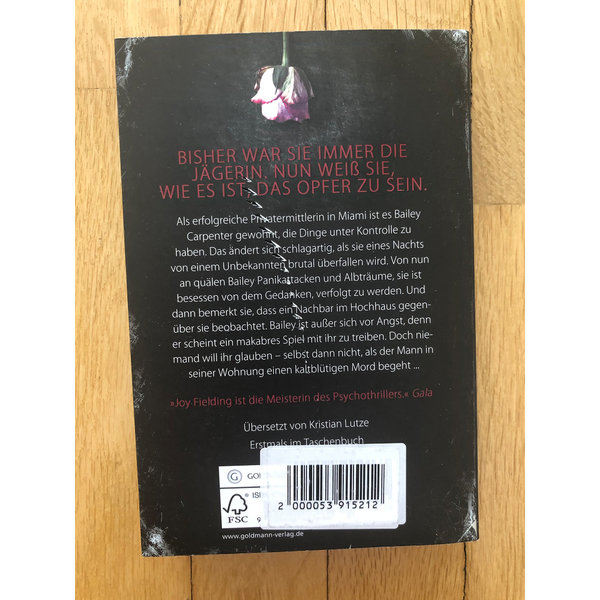 BISHER WAR SIE IMMER DIE
JÄGERIN. NUN WEIß SIE,
WIE ES IST, DAS OPFER ZU SEIN.
Als erfolgreiche Privatermittlerin in Miami ist es Bailey
Carpenter gewohnt, die Dinge unter Kontrolle zu
haben. Das ändert sich schlagartig, als sie eines Nachts
von einem Unbekannten brutal überfallen wird. Von nun
an quälen Bailey Panikattacken und Albträume, sie ist
besessen von dem Gedanken, verfolgt zu werden. Und
dann bemerkt sie, dass ein Nachbar im Hochhaus gegen-
über sie beobachtet. Bailey ist außer sich vor Angst, denn
er scheint ein makabres Spiel mit ihr zu treiben. Doch nie-
mand will ihr glauben – selbst dann nicht, als der Mann in
seiner Wohnung einen kaltblütigen Mord begeht ...
»Joy Fielding ist die Meisterin des Psychothrillers.« Gala
Übersetzt von Kristian Lutze
Erstmals im Taschenbuch
G GO
ISI
FSC 9
2 000053 915212
www.goldmann-verlag.de